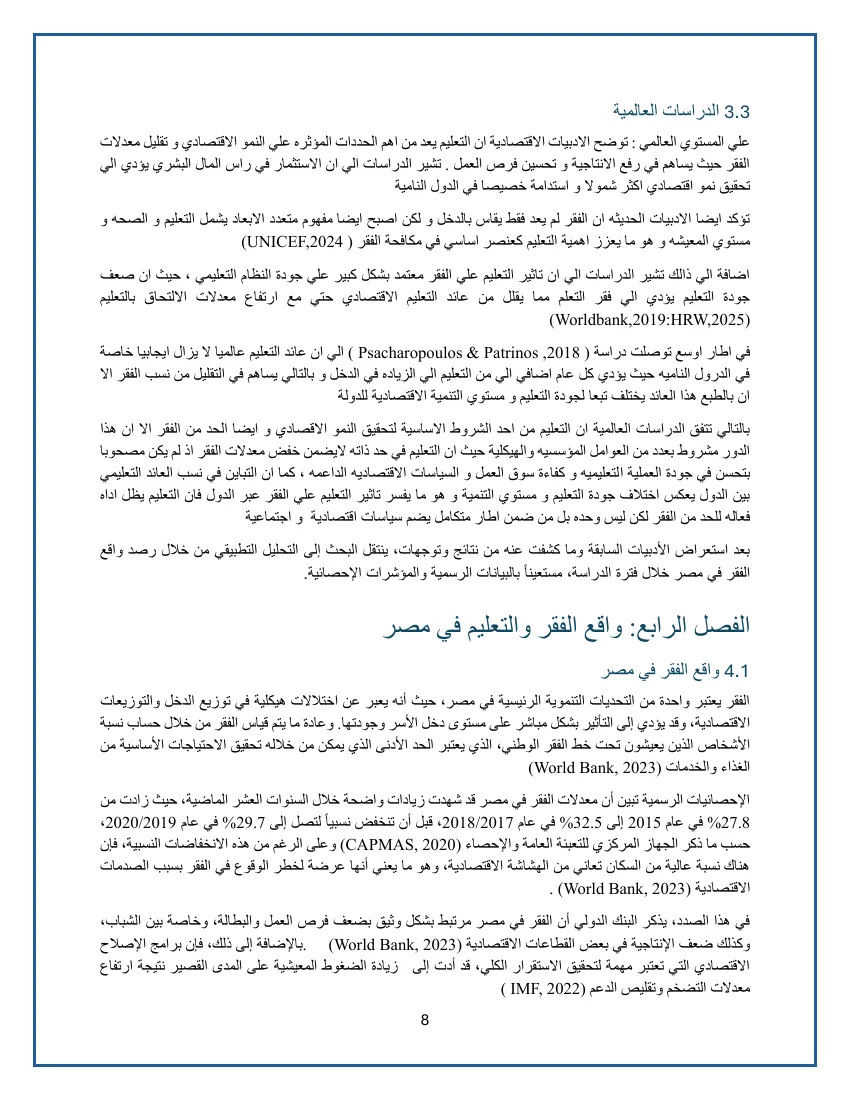 3.3 الدراسات العالمية
علي المستوي العالمي : توضح الادبيات الاقتصادية ان التعليم يعد من اهم الحددات المؤثره علي النمو الاقتصادي و تقليل معدلات
الفقر حيث يساهم في رفع الانتاجية و تحسين فرص العمل . تشير الدراسات الي ان الاستثمار في راس المال البشري يؤدي الي
تحقيق نمو اقتصادي اكثر شمولا و استدامة خصيصا في الدول النامية
تؤكد ايضا الادبيات الحديثه ان الفقر لم يعد فقط يقاس بالدخل و لكن اصبح ايضا مفهوم متعدد الابعاد يشمل التعليم و الصحه و
مستوي المعيشه و هو ما يعزز اهمية التعليم كعنصر اساسي في مكافحة الفقر ( UNICEF,2024)
اضافة الي ذالك تشير الدراسات الي ان تاثير التعليم علي الفقر معتمد بشكل كبير علي جودة النظام التعليمي ، حيث ان صعف
جودة التعليم يؤدي الي فقر التعلم مما يقلل من عائد التعليم الاقتصادي حتي مع ارتفاع معدلات الالتحاق بالتعليم
(Worldbank,2019:HRW,2025)
في اطار اوسع توصلت دراسة ( Psacharopoulos & Patrinos ,2018 ) الي ان عائد التعليم عالميا لا يزال ايجابيا خاصة
في الدرول الناميه حيث يؤدي كل عام اضافي الي من التعليم الي الزياده في الدخل و بالتالي يساهم في التقليل من نسب الفقر الا
ان بالطبع هذا العائد يختلف تبعا لجودة التعليم و مستوي التنمية الاقتصادية للدولة
بالتالي تتفق الدراسات العالمية ان التعليم من احد الشروط الاساسية لتحقيق النمو الاقصادي و ايضا الحد من الفقر الا ان هذا
الدور مشروط بعدد من العوامل المؤسسيه والهيكلية حيث ان التعليم في حد ذاته لايضمن خفض معدلات الفقر اذ لم يكن مصحوبا
بتحسن في جودة العملية التعليميه و كفاءة سوق العمل و السياسات الاقتصاديه الداعمه ، كما ان التباين في نسب العائد التعليمي
بين الدول يعكس اختلاف جودة التعليم و مستوي التنمية و هو ما يفسر تاثير التعليم علي الفقر عبر الدول فان التعليم يظل اداه
فعاله للحد من الفقر لكن ليس وحده بل من ضمن اطار متكامل يضم سياسات اقتصادية و اجتماعية
بعد استعراض الأدبيات السابقة وما كشفت عنه من نتائج وتوجهات، ينتقل البحث إلى التحليل التطبيقي من خلال رصد واقع
الفقر في مصر خلال فترة الدراسة، مستعيناً بالبيانات الرسمية والمؤشرات الإحصائية.
الفصل الرابع: واقع الفقر والتعليم في مصر
4.1 واقع الفقر في مصر
الفقر يعتبر واحدة من التحديات التنموية الرئيسية في مصر، حيث أنه يعبر عن اختلالات هيكلية في توزيع الدخل والتوزيعات
الاقتصادية، وقد يؤدي إلى التأثير بشكل مباشر على مستوى دخل الأسر وجودتها. وعادة ما يتم قياس الفقر من خلال حساب نسبة
الأشخاص الذين يعيشون تحت خط الفقر الوطني، الذي يعتبر الحد الأدنى الذي يمكن من خلاله تحقيق الاحتياجات الأساسية من
الغذاء والخدمات (World Bank, 2023)
الإحصائيات الرسمية تبين أن معدلات الفقر في مصر قد شهدت زيادات واضحة خلال السنوات العشر الماضية، حيث زادت من
27.8% في عام 2015 إلى 32.5% في عام 2018/2017، قبل أن تنخفض نسبياً لتصل إلى 29.7% في عام 2020/2019،
حسب ما ذكر الجهاز المركزي للتعبئة العامة والإحصاء (CAPMAS, 2020) وعلى الرغم من هذه الانخفاضات النسبية، فإن
هناك نسبة عالية من السكان تعاني من الهشاشة الاقتصادية، وهو ما يعني أنها عرضة لخطر الوقوع في الفقر بسبب الصدمات
الاقتصادية (World Bank, 2023) .
في هذا الصدد، يذكر البنك الدولي أن الفقر في مصر مرتبط بشكل وثيق بضعف فرص العمل والبطالة، وخاصة بين الشباب،
وكذلك ضعف الإنتاجية في بعض القطاعات الاقتصادية (World Bank, 2023) .بالإضافة إلى ذلك، فإن برامج الإصلاح
الاقتصادي التي تعتبر مهمة لتحقيق الاستقرار الكلي، قد أدت إلى زيادة الضغوط المعيشية على المدى القصير نتيجة ارتفاع
معدلات التضخم وتقليص الدعم (IMF, 2022 )
8